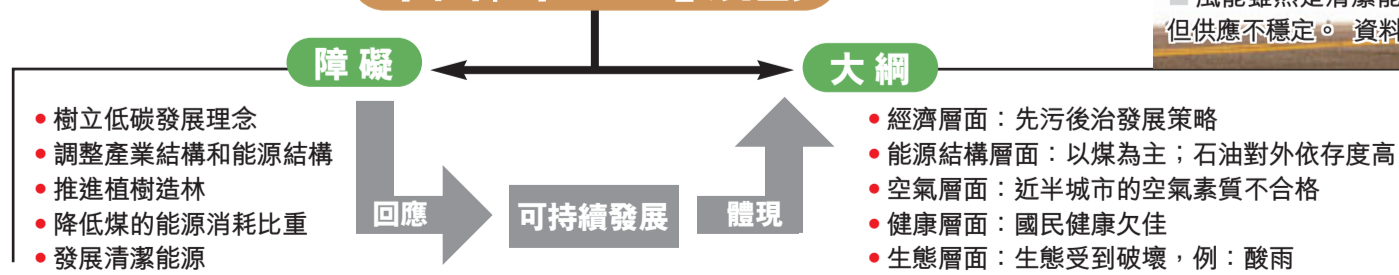 風能雖然是清潔能
但供應不穩定。 資料
障礙
大綱
• 樹立低碳發展理念
• 調整產業結構和能源結構
• 推進植樹造林
• 降低煤的能源消耗比重
• 發展清潔能源
回應
可持續發展
體現
• 經濟層面：先污後治發展策略
• 能源結構層面：以煤為主；石油對外依存度高
• 空氣層面：近半城市的空氣素質不合格
• 健康層面：國民健康欠佳
• 生態層面：生態受到破壞，例：酸雨